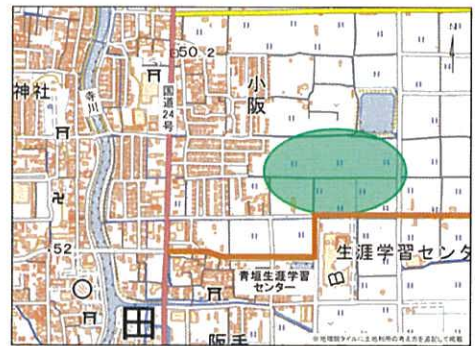 50 2
小
阪
神社
寺川
国道24号
52
青垣生涯学習
センター
生涯学習センタ
田
阪手
※地理院タイルに土地利用の考え方を追記して掲載